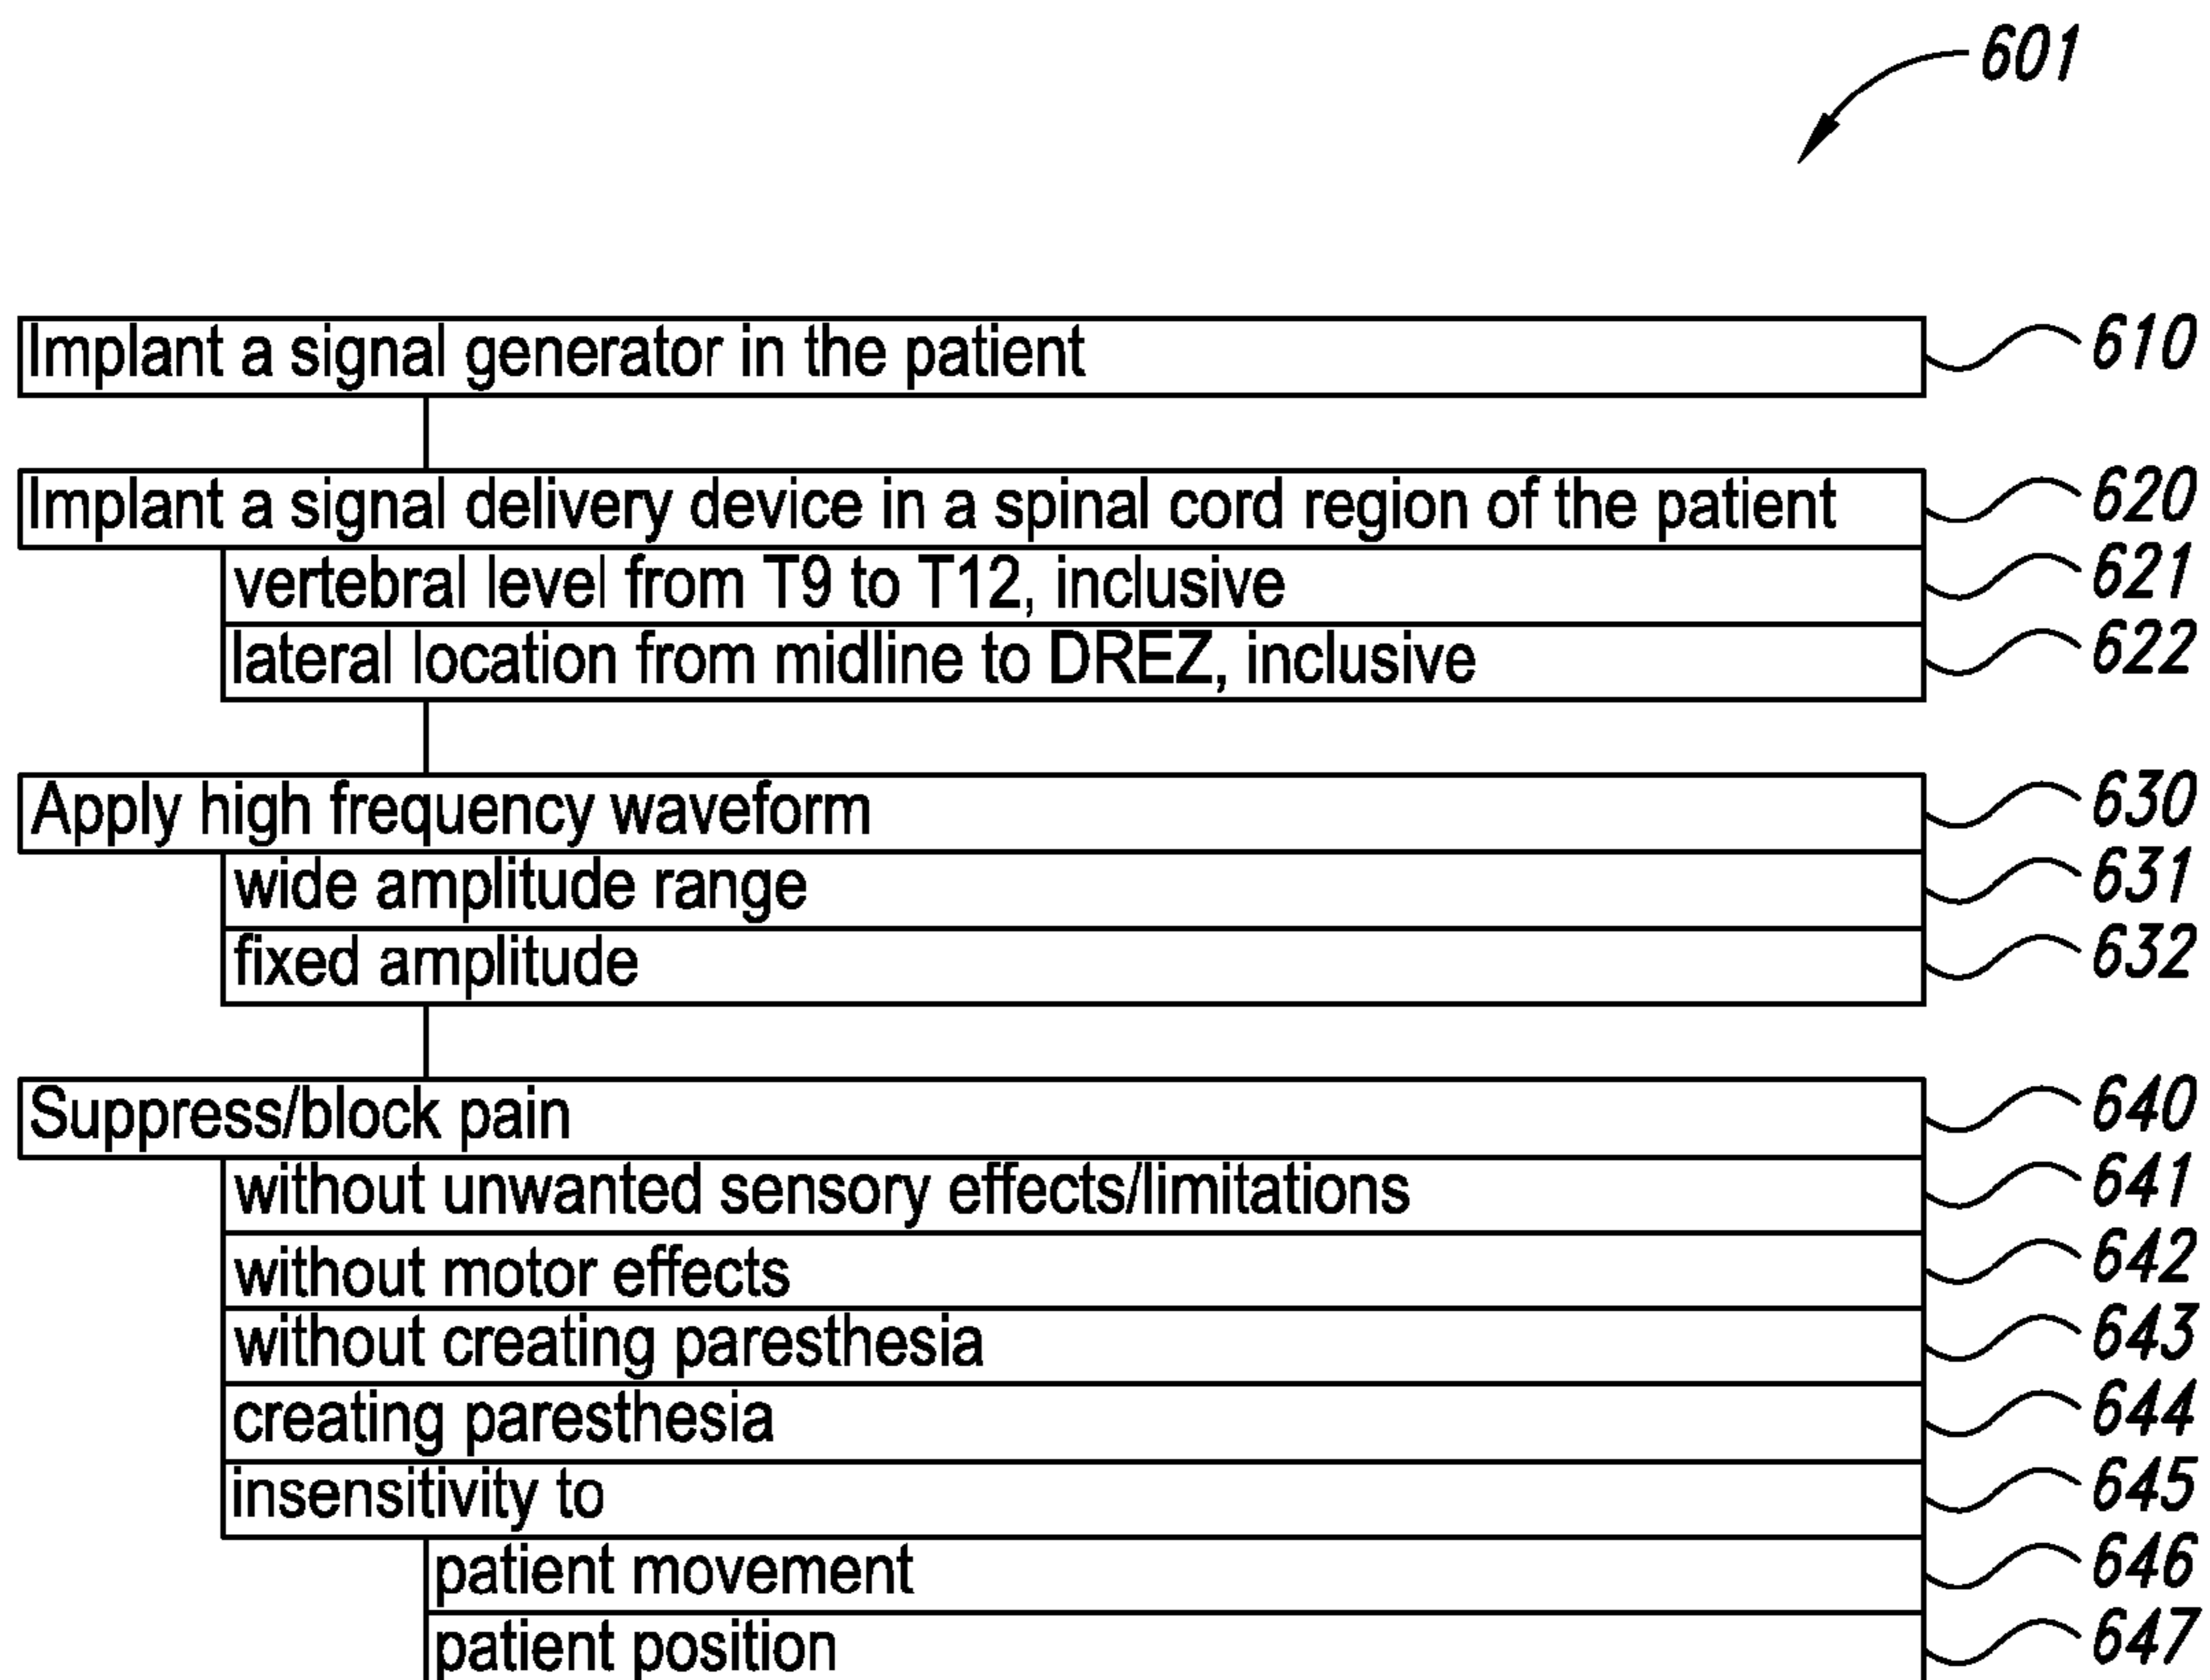 601
Implant a signal generator in the patient 610
Implant a signal delivery device in a spinal cord region of the patient 620
vertebral level from T9 to T12, inclusive 621
lateral location from midline to DREZ, inclusive 622
Apply high frequency waveform 630
wide amplitude range 631
fixed amplitude 632
Suppress/block pain 640
without unwanted sensory effects/limitations 641
without motor effects 642
without creating paresthesia 643
creating paresthesia 644
insensitivity to 645
patient movement 646
patient position 647